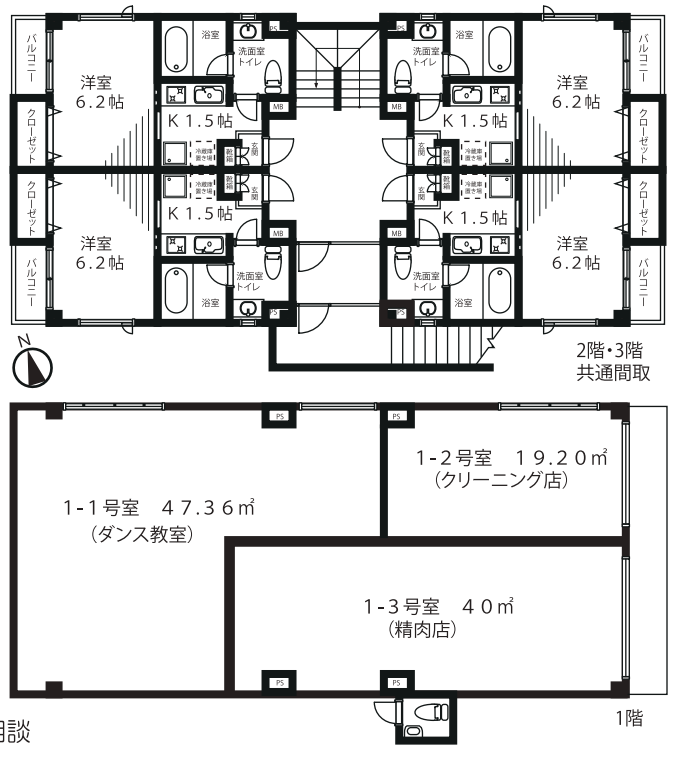 PS
PS
浴室
洗面室
トイレ
洗面室
トイレ
浴室
バルコニー
洋室
6.2帖
洋室
6.2帖
バルコニー
MB
MB
クローゼット
K 1.5帖
冷蔵庫
置き場
靴箱
玄関
玄関
靴箱
冷蔵庫
置き場
K 1.5帖
クローゼット
クローゼット
K 1.5帖
冷蔵庫
置き場
靴箱
玄関
玄関
靴箱
冷蔵庫
置き場
K 1.5帖
クローゼット
洋室
6.2帖
MB
MB
洋室
6.2帖
バルコニー
浴室
洗面室
トイレ
洗面室
トイレ
浴室
バルコニー
PS
PS
N
2階・3階
共通間取
PS
PS
1-1号室 47.36㎡
(ダンス教室)
1-2号室 19.20㎡
(クリーニング店)
1-3号室 40㎡
(精肉店)
PS
PS
1階
談